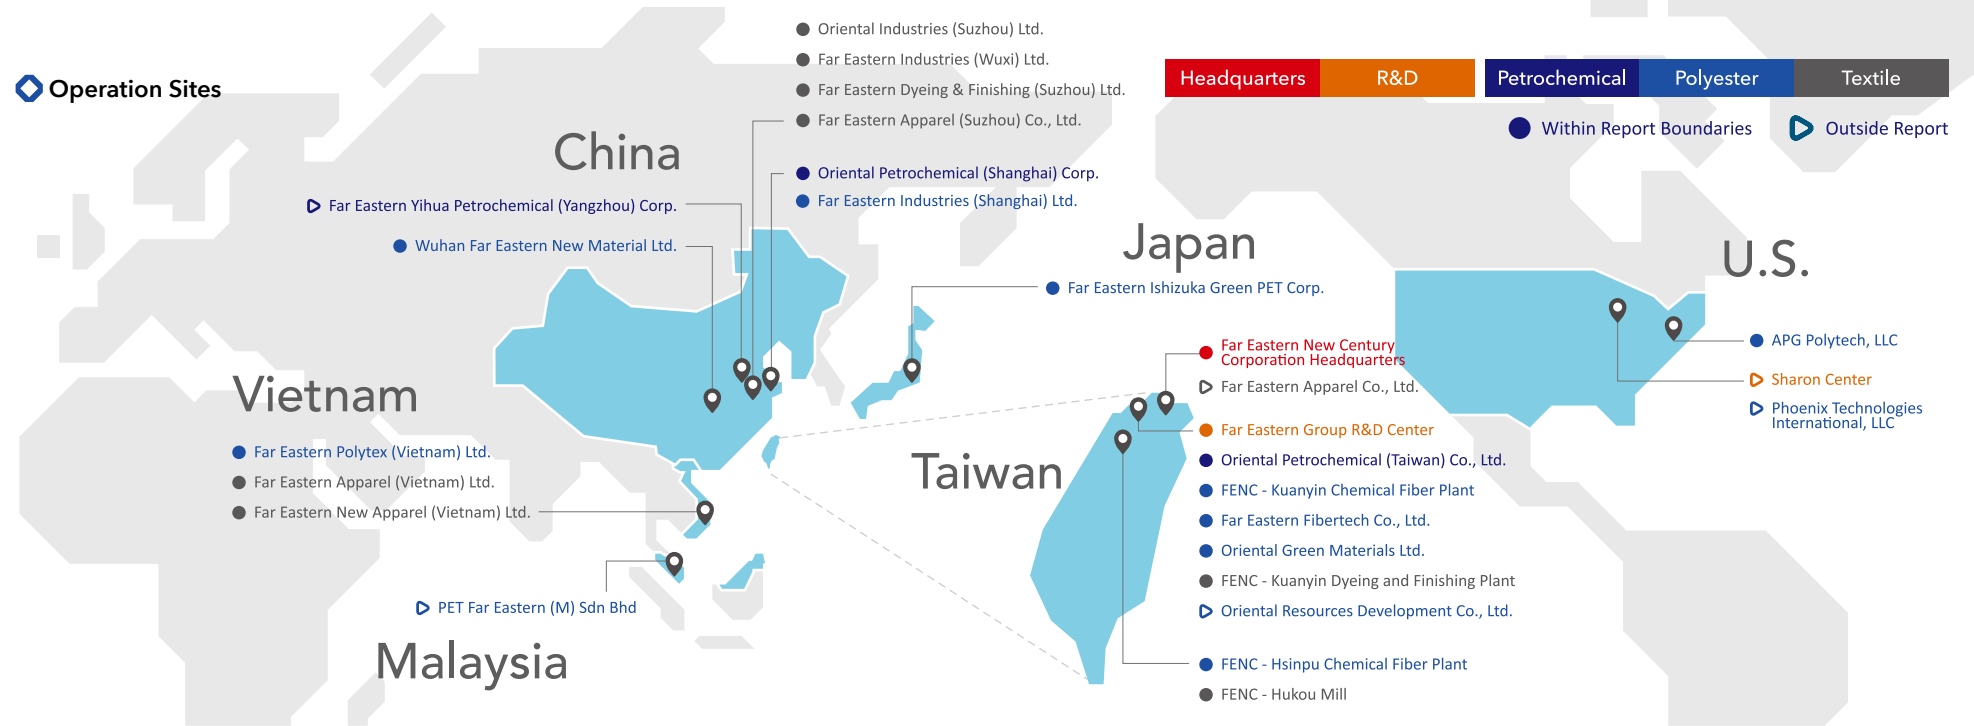 Operation Sites
Headquarters
R&D
Petrochemical
Polyester
Textile
Within Report Boundaries
Outside Report
China
Oriental Industries (Suzhou) Ltd.
Far Eastern Industries (Wuxi) Ltd.
Far Eastern Dyeing & Finishing (Suzhou) Ltd.
Far Eastern Apparel (Suzhou) Co., Ltd.
Oriental Petrochemical (Shanghai) Corp.
Far Eastern Industries (Shanghai) Ltd.
Far Eastern Yihua Petrochemical (Yangzhou) Corp.
Wuhan Far Eastern New Material Ltd.
Japan
Far Eastern Ishizuka Green PET Corp.
U.S.
APG Polytech, LLC
Sharon Center
Phoenix Technologies
International, LLC
Vietnam
Far Eastern Polytex (Vietnam) Ltd.
Far Eastern Apparel (Vietnam) Ltd.
Far Eastern New Apparel (Vietnam) Ltd.
Taiwan
Far Eastern New Century
Corporation Headquarters
Far Eastern Apparel Co., Ltd.
Far Eastern Group R&D Center
Oriental Petrochemical (Taiwan) Co., Ltd.
FENC - Kuanyin Chemical Fiber Plant
Far Eastern Fibertech Co., Ltd.
Oriental Green Materials Ltd.
FENC - Kuanyin Dyeing and Finishing Plant
Oriental Resources Development Co., Ltd.
FENC - Hsinpu Chemical Fiber Plant
FENC - Hukou Mill
PET Far Eastern (M) Sdn Bhd
Malaysia